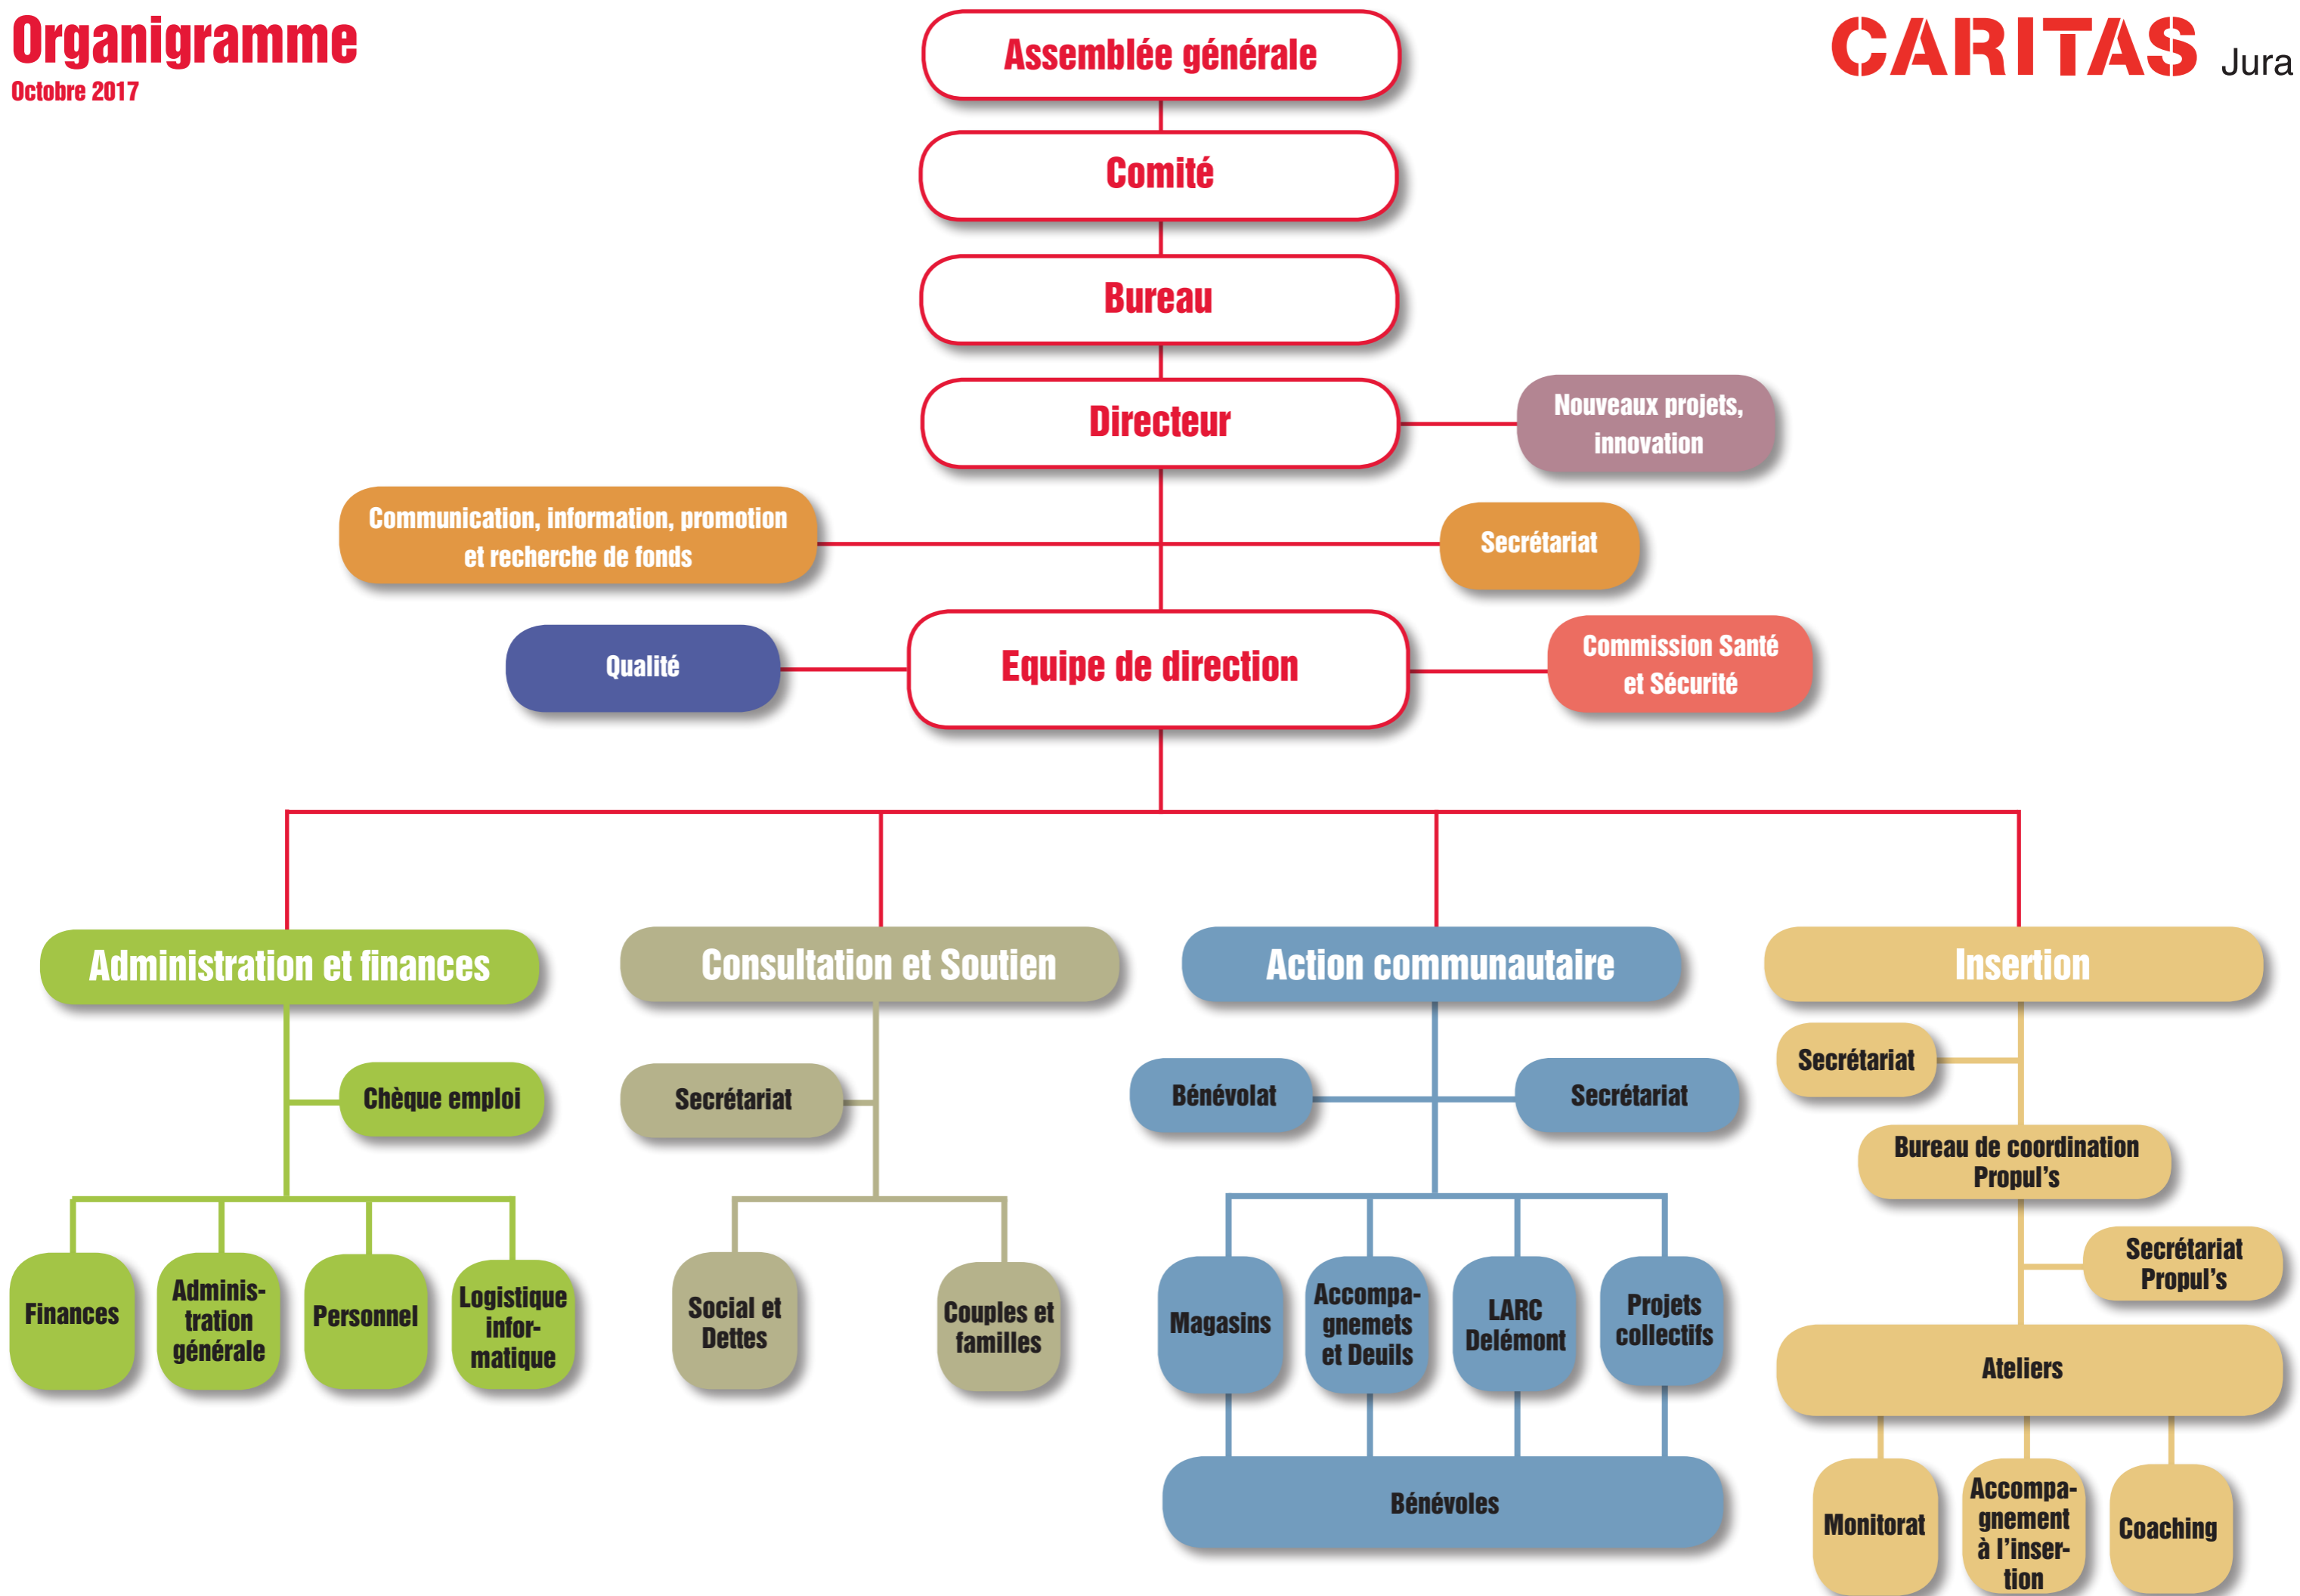 Organigramme
Octobre 2017
CARITAS Jura
Assemblée générale
Comité
Bureau
Directeur
Nouveaux projets,
innovation
Communication, information, promotion
et recherche de fonds
Secrétariat
Qualité
Equipe de direction
Commission Santé
et Sécurité
Administration et finances
Consultation et Soutien
Action communautaire
Insertion
Chèque emploi
Secrétariat
Bénévolat
Secrétariat
Secrétariat
Bureau de coordination
Propul's
Secrétariat
Propul's
Finances
Adminis-
tration
générale
Personnel
Logistique
infor-
matique
Social et
Dettes
Couples et
familles
Magasins
Accompa-
gnemets
et Deuils
LARC
Delémont
Projets
collectifs
Ateliers
Bénévoles
Monitorat
Accompa-
gnement
à l'inser-
tion
Coaching